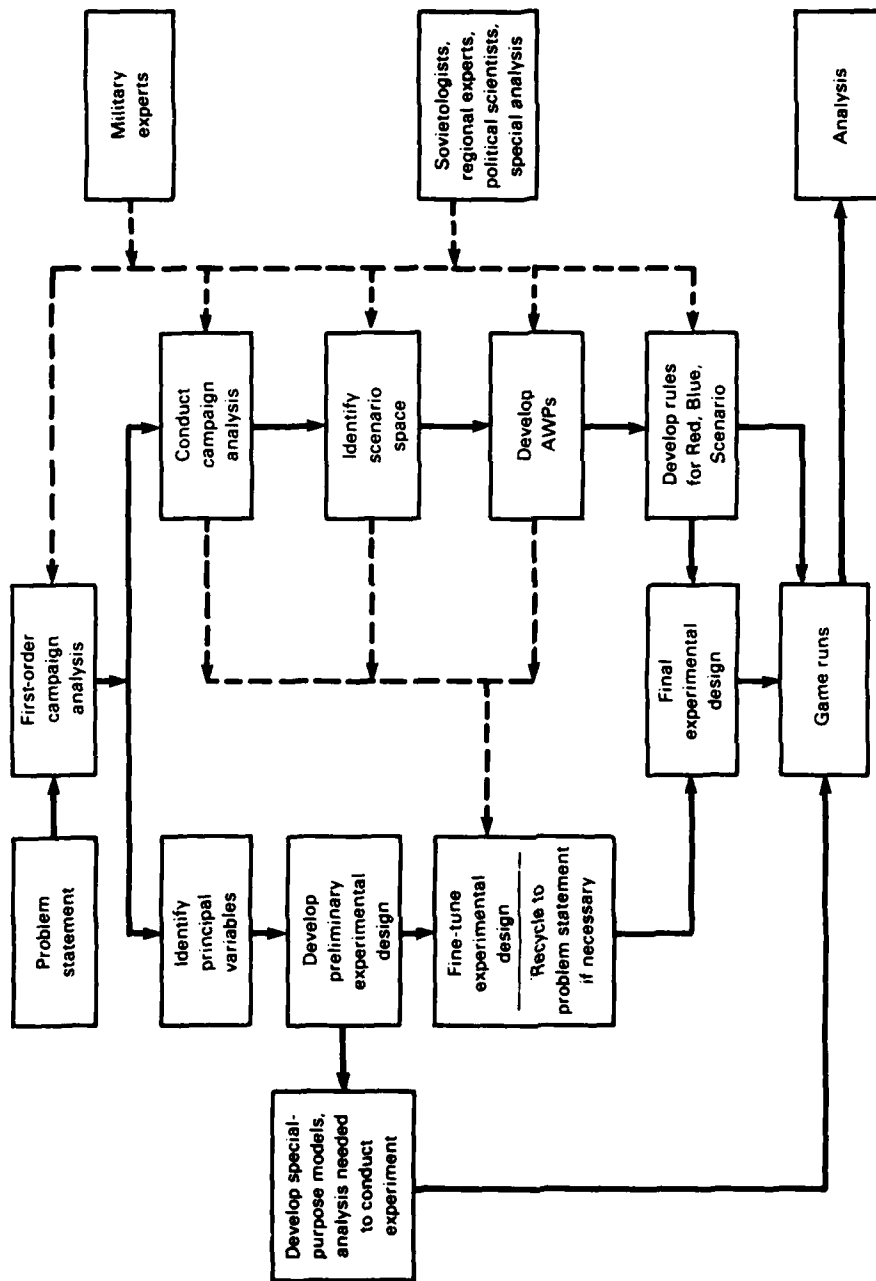 Problem
statement
First-order
campaign
analysis
Military
experts
Identify
principal
variables
Conduct
campaign
analysis
Develop special-
purpose models,
analysis needed
to conduct
experiment
Develop
preliminary
experimental
design
Identify
scenario
space
Fine-tune
experimental
design
Recycle to
problem statement
if necessary
Develop
AWPs
Sovietologists,
regional experts,
political scientists,
special analysis
Final
experimental
design
Develop rules
for Red, Blue,
Scenario
Game runs
Analysis